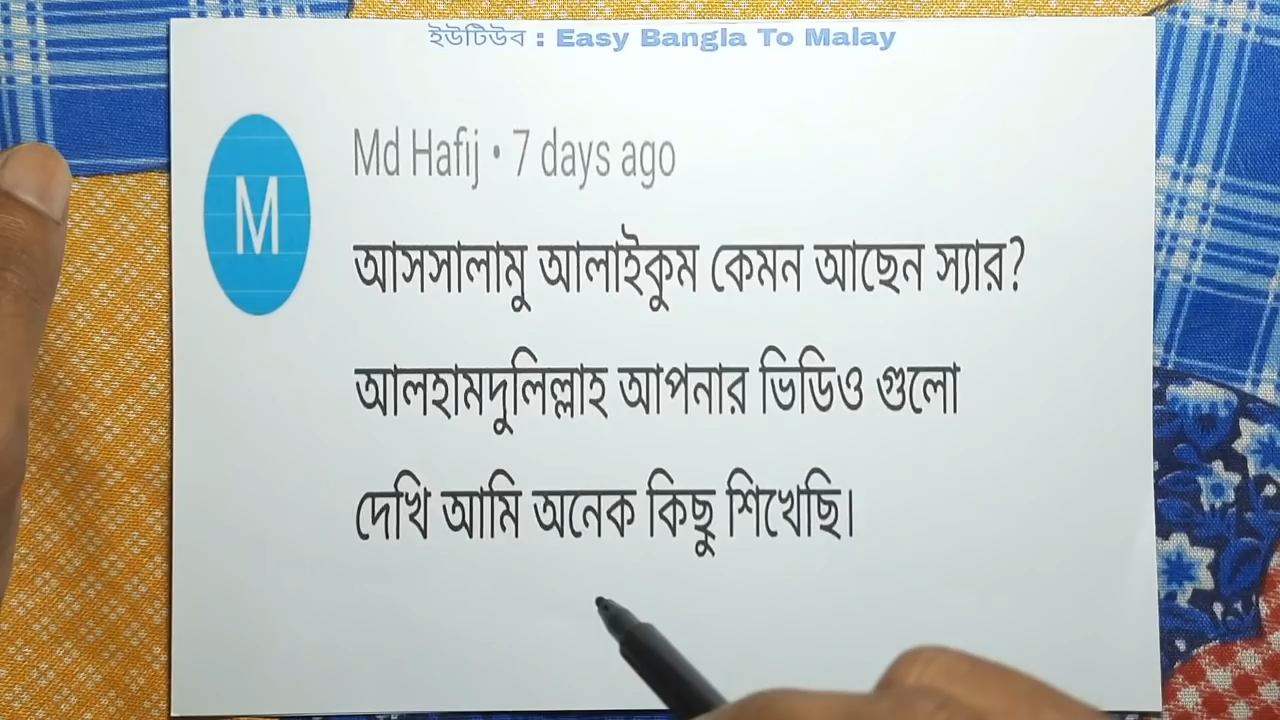 ইউটিউব : Easy Bangla To Malay
M
Md Hafij • 7 days ago
আসসালামু আলাইকুম কেমন আছেন স্যার?
আলহামদুলিল্লাহ আপনার ভিডিও গুলো
দেখি আমি অনেক কিছু শিখেছি।